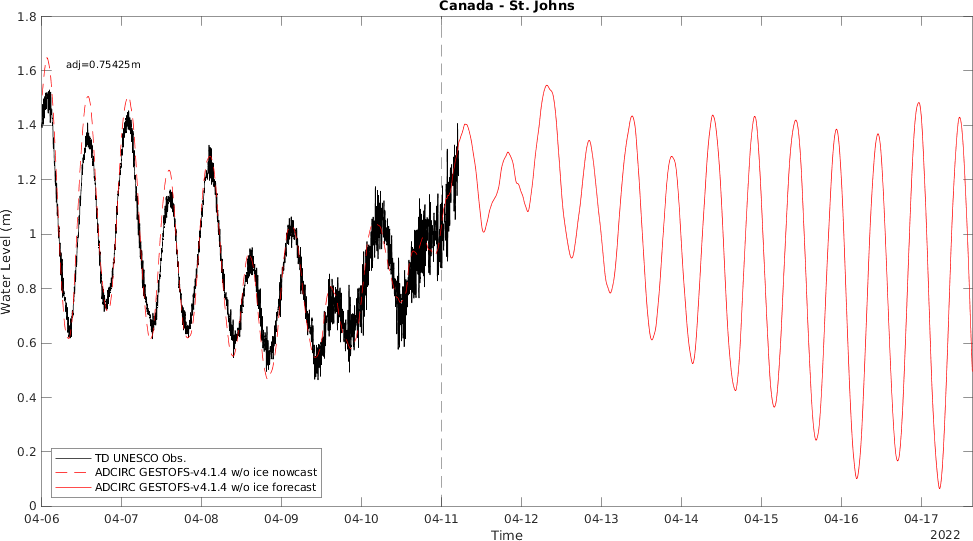 Canada - St. Johns
1.8
1.6
1.4
1.2
1
0.8
0.6
0.4
0.2
0
Water Level (m)
adj=0.75425m
TD UNESCO Obs.
ADCIRC GESTOFS-v4.1.4 w/o ice nowcast
ADCIRC GESTOFS-v4.1.4 w/o ice forecast
04-06 04-07 04-08 04-09 04-10 04-11 04-12 04-13 04-14 04-15 04-16 04-17
2022
Time